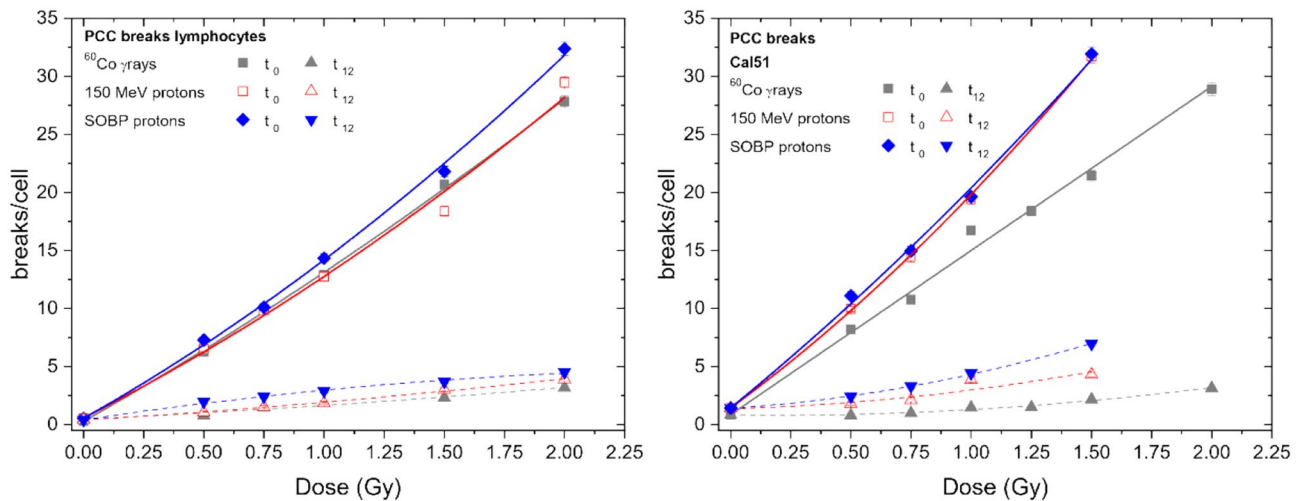 PCC breaks lymphocytes
⁶⁰Co γrays t₀ t₁₂
150 MeV protons t₀ t₁₂
SOBP protons t₀ t₁₂
breaks/cell
35
30
25
20
15
10
5
0
0.00 0.25 0.50 0.75 1.00 1.25 1.50 1.75 2.00 2.25
Dose (Gy)
PCC breaks
Cal51
⁶⁰Co γrays t₀ t₁₂
150 MeV protons t₀ t₁₂
SOBP protons t₀ t₁₂
breaks/cell
35
30
25
20
15
10
5
0
0.00 0.25 0.50 0.75 1.00 1.25 1.50 1.75 2.00 2.25
Dose (Gy)